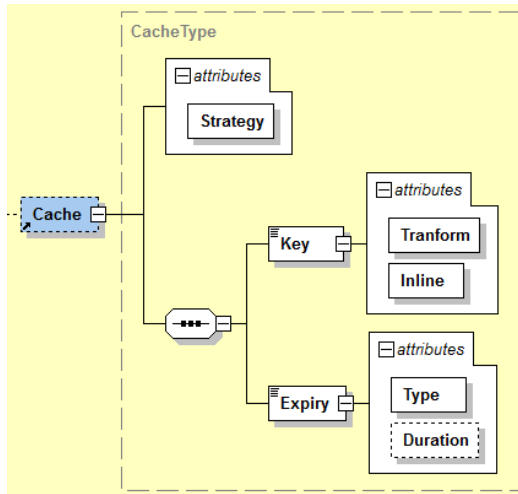 CacheType
attributes
Strategy
Cache
attributes
Key
Tranform
Inline
attributes
Expiry
Type
Duration